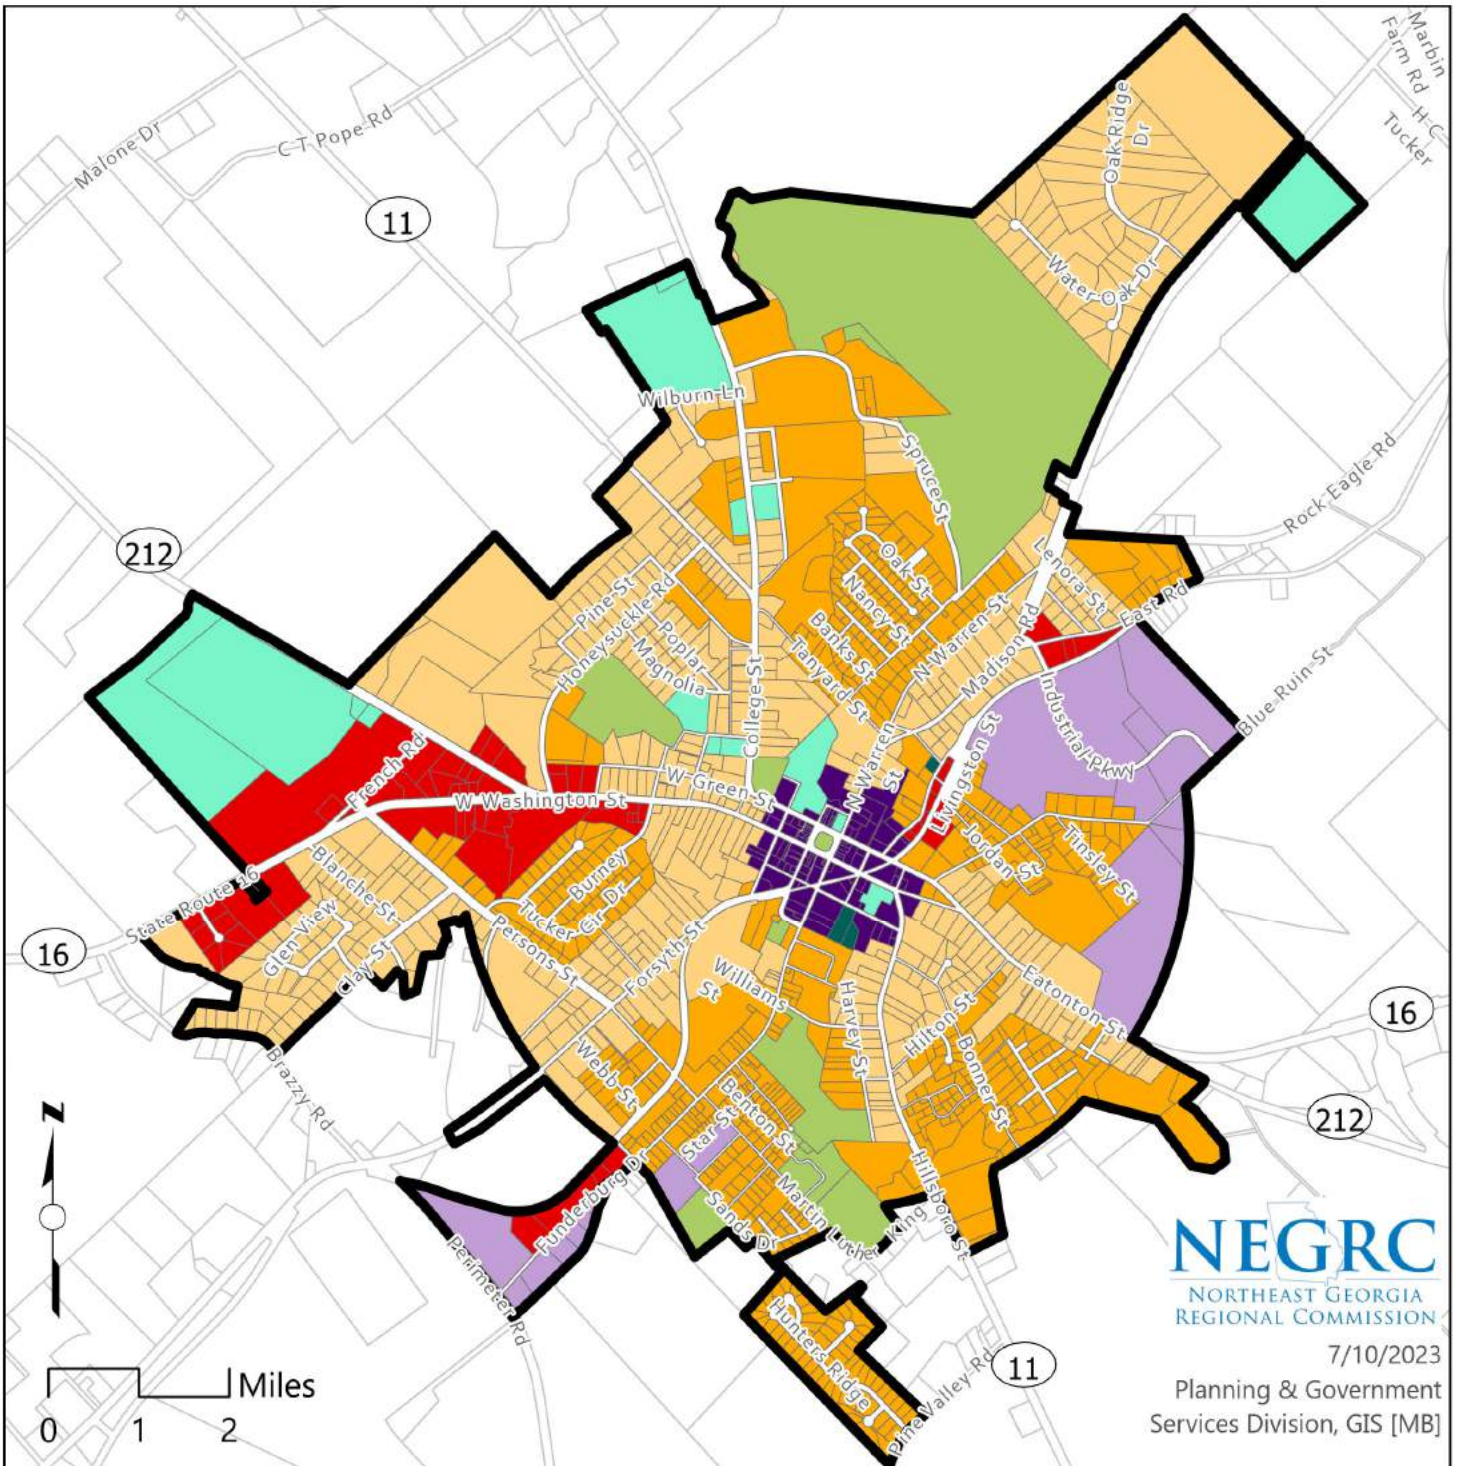 Marbin
Farm Rd
H C
Tucker
Malone Dr
C T Pope Rd
11
Oak Ridge
Dr
Water Oak Dr
Wilburn Ln
Spruce St
Rock Eagle Rd
212
Pine St
Honeysuckle Rd
Poplar
Magnolia
College St
Oak St
Nancy St
Banks St
Tanyard St
N Warren St
Madison Rd
Lenora St
East Rd
Blue Ruin St
Industrial Pkwy
Livingston St
N Warren
St
W Green St
French Rd
W Washington St
Jordan St
Tinsley St
State Route 16
Blanche St
Glen View
Clay St
Burney
Tucker Cir Dr
Persons St
Forsyth St
16
Williams
St
Harvey St
Hilton St
Bonner St
Eatonton St
16
Brazzy Rd
Webb St
Benton St
Star St
212
Sands Dr
Martin Luther King
Hillsboro St
Funderburg Dr
Perimeter Rd
Hunters Ridge
Pine Valley Rd
11
N
Miles
0 1 2
NEGRC
NORTHEAST GEORGIA
REGIONAL COMMISSION
7/10/2023
Planning & Government
Services Division, GIS [MB]